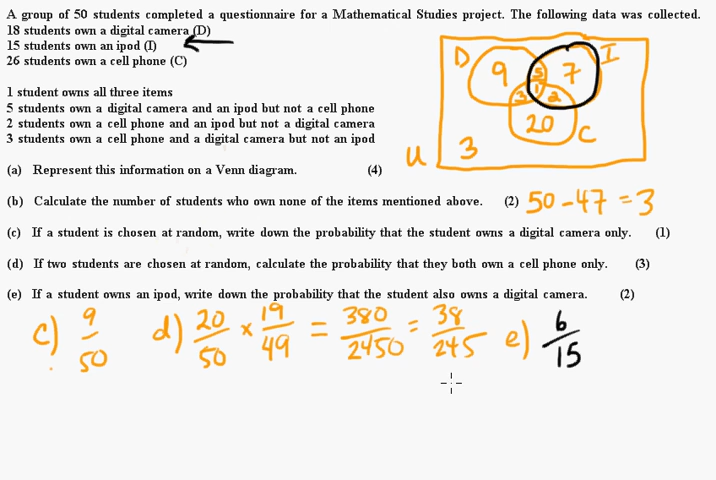 A group of 50 students completed a questionnaire for a Mathematical Studies project. The following data was collected.
18 students own a digital camera (D)
15 students own an ipod (I)
26 students own a cell phone (C)
1 student owns all three items
5 students own a digital camera and an ipod but not a cell phone
2 students own a cell phone and an ipod but not a digital camera
3 students own a cell phone and a digital camera but not an ipod
D 9 5 7 I
3 1 2
20 C
U 3
(a) Represent this information on a Venn diagram. (4)
(b) Calculate the number of students who own none of the items mentioned above. (2) 50 - 47 = 3
(c) If a student is chosen at random, write down the probability that the student owns a digital camera only. (1)
(d) If two students are chosen at random, calculate the probability that they both own a cell phone only. (3)
(e) If a student owns an ipod, write down the probability that the student also owns a digital camera. (2)
c) 9/50 d) 20/50 × 19/49 = 380/2450 = 38/245 e) 6/15